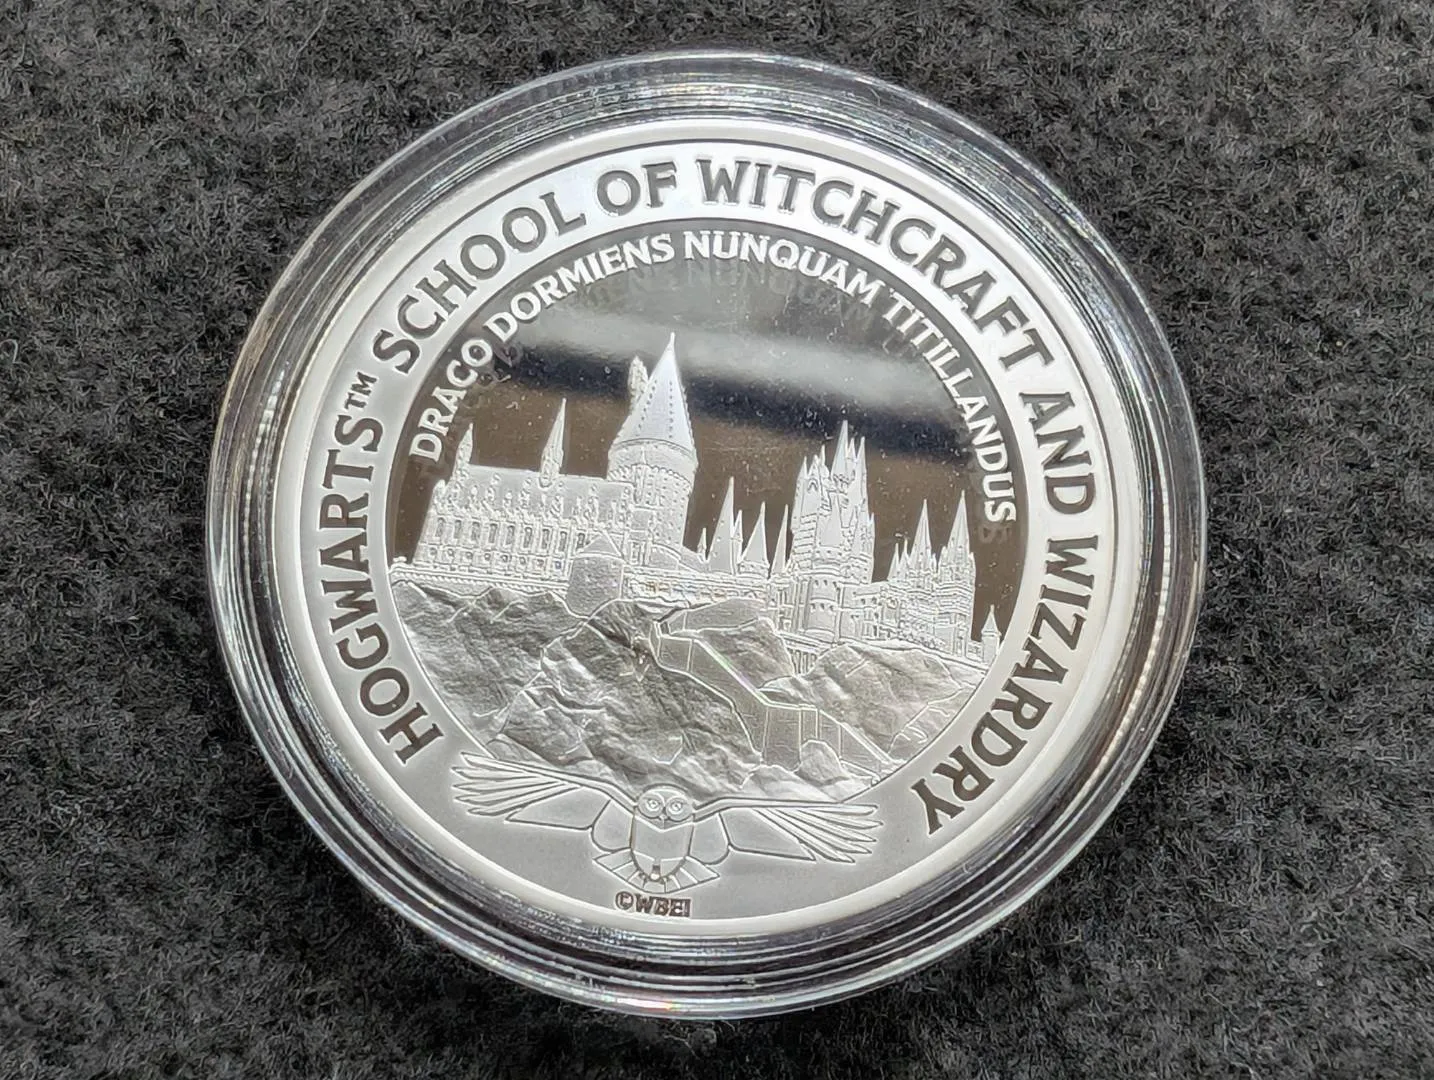 HOGWARTS™ SCHOOL OF WITCHCRAFT AND WIZARDRY
DRACO DORMIENS NUNQUAM TITILLANDUS
©WBEI